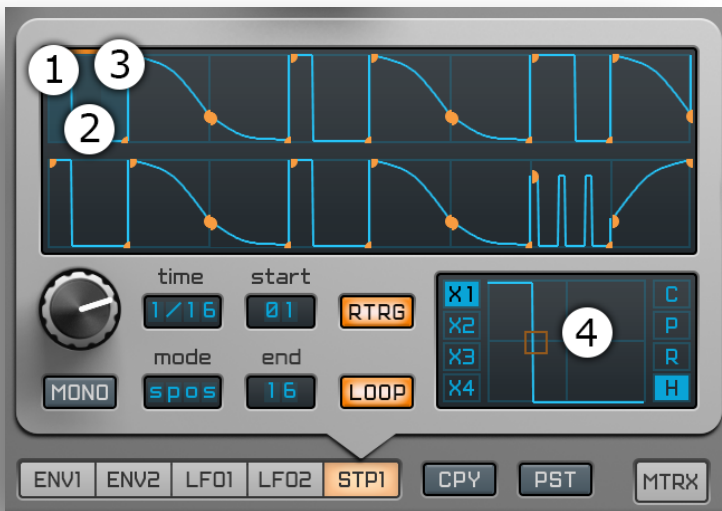 1 3
2
time start
1/16 01 RTRG
mode end
MONO spos 16 LOOP
X1 C
X2 P
X3 R
X4 H
4
ENV1 ENV2 LFO1 LFO2 STP1 CPY PST MTRX